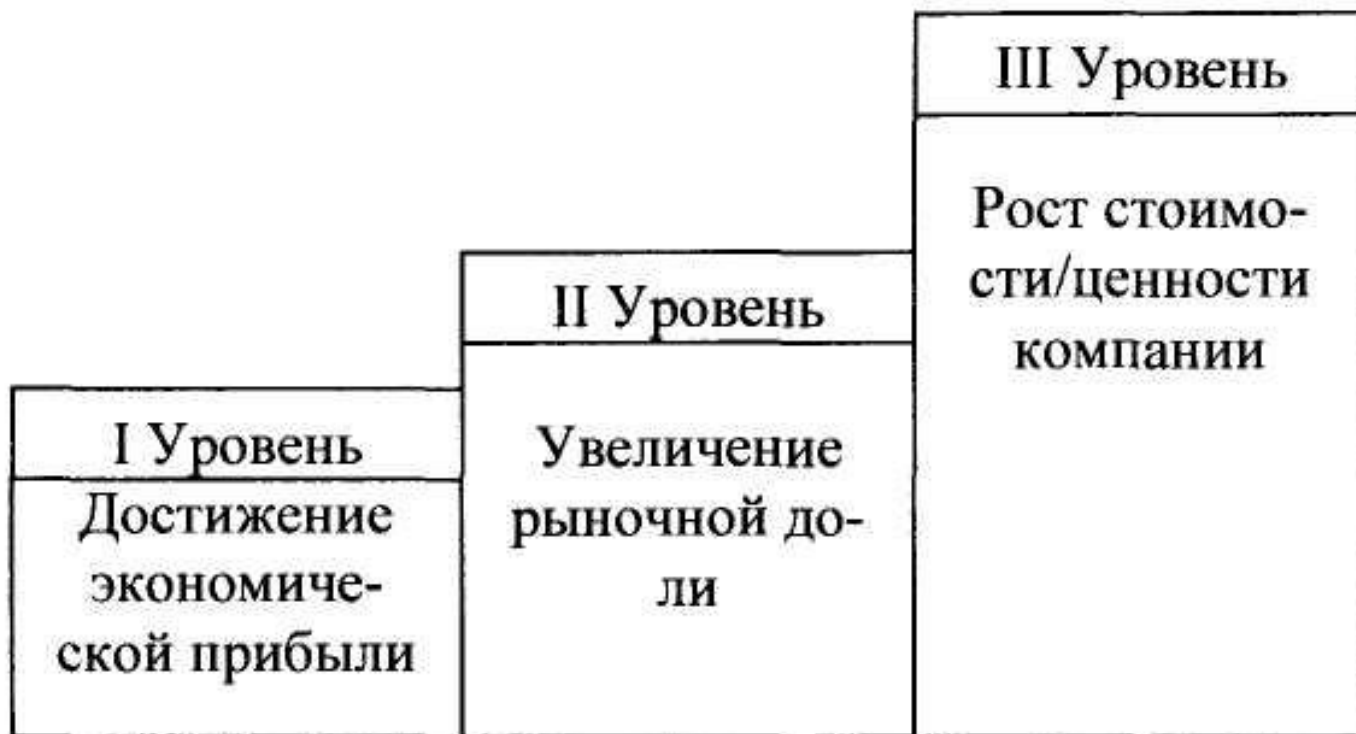 I Уровень
Достижение
экономиче-
ской прибыли
II Уровень
Увеличение
рыночной до-
ли
III Уровень
Рост стоимо-
сти/ценности
компании